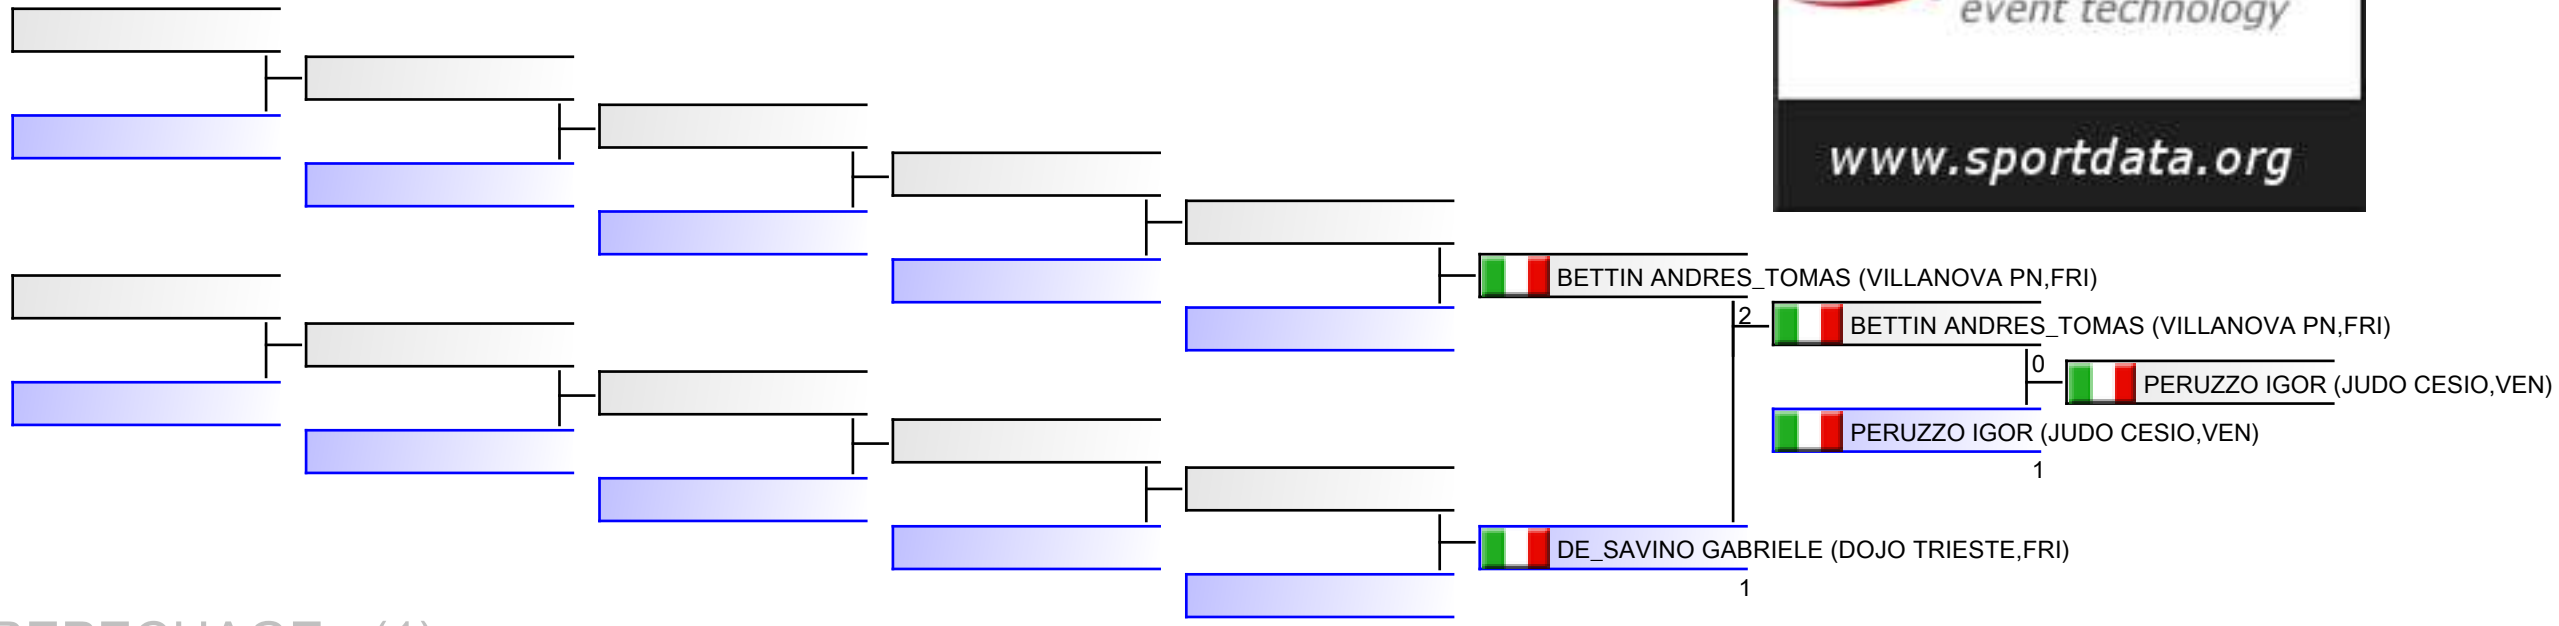 event technology
www.sportdata.org
BETTIN ANDRES_TOMAS (VILLANOVA PN,FRI)
2
BETTIN ANDRES_TOMAS (VILLANOVA PN,FRI)
0
PERUZZO IGOR (JUDO CESIO,VEN)
PERUZZO IGOR (JUDO CESIO,VEN)
1
DE_SAVINO GABRIELE (DOJO TRIESTE,FRI)
1